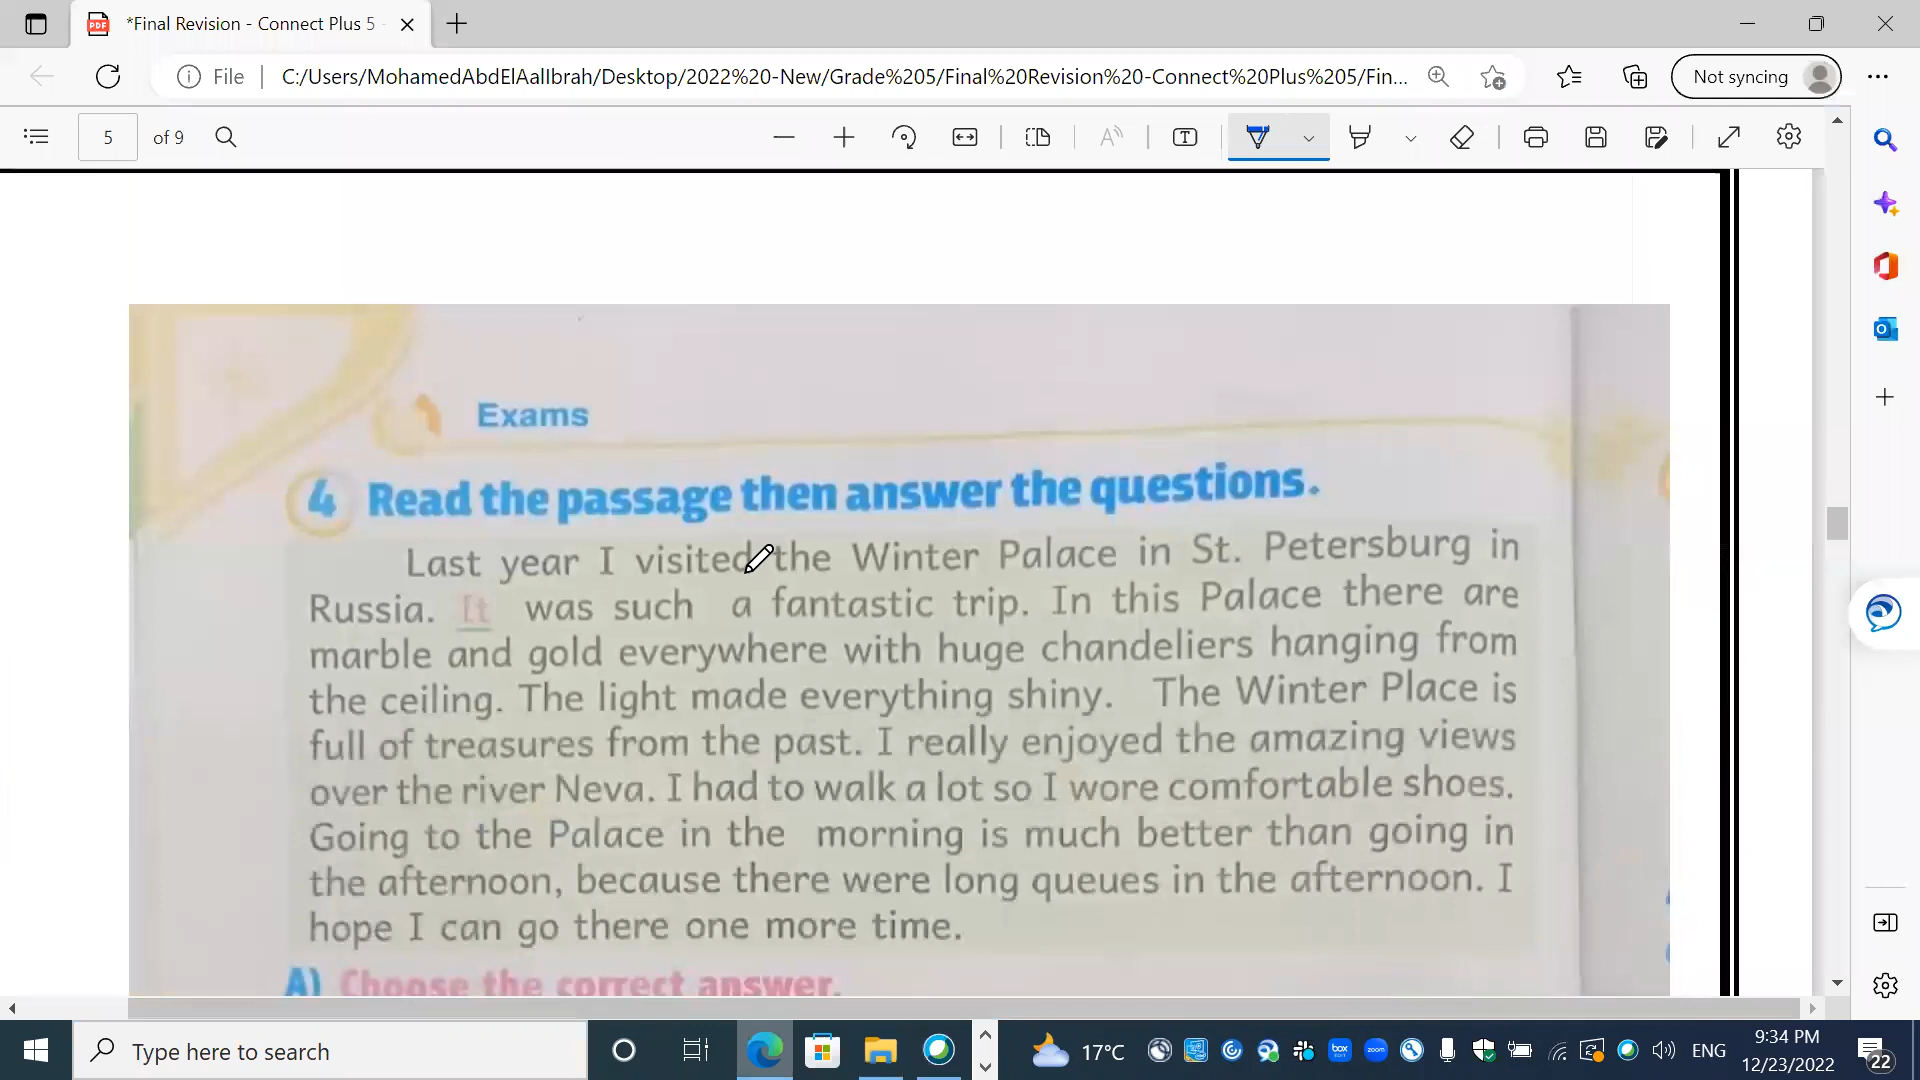 *Final Revision - Connect Plus 5 -
File
C:/Users/MohamedAbdElAalIbrah/Desktop/2022%20-New/Grade%205/Final%20Revision%20-Connect%20Plus%205/Fin...
Not syncing
5 of 9
Exams
4 Read the passage then answer the questions.
Last year I visited the Winter Palace in St. Petersburg in
Russia. It was such a fantastic trip. In this Palace there are
marble and gold everywhere with huge chandeliers hanging from
the ceiling. The light made everything shiny. The Winter Place is
full of treasures from the past. I really enjoyed the amazing views
over the river Neva. I had to walk a lot so I wore comfortable shoes.
Going to the Palace in the morning is much better than going in
the afternoon, because there were long queues in the afternoon. I
hope I can go there one more time.
A) Choose the correct answer.
Type here to search
17°C
ENG
9:34 PM
12/23/2022
22